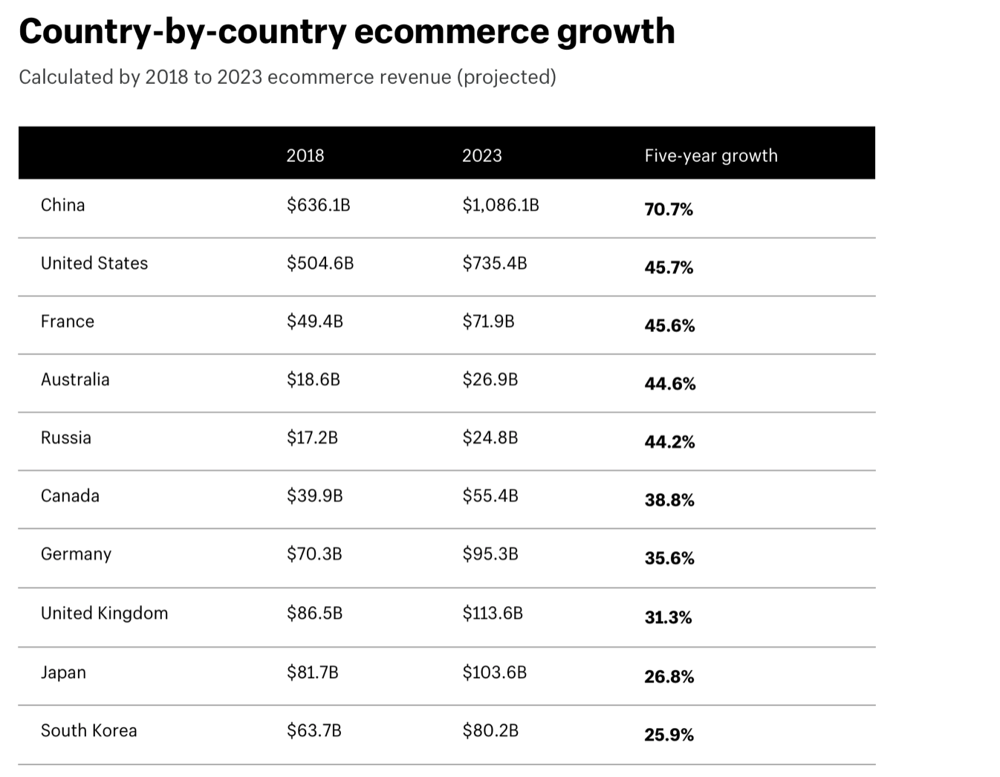 Country-by-country ecommerce growth
Calculated by 2018 to 2023 ecommerce revenue (projected)
2018 2023 Five-year growth
China $636.1B $1,086.1B 70.7%
United States $504.6B $735.4B 45.7%
France $49.4B $71.9B 45.6%
Australia $18.6B $26.9B 44.6%
Russia $17.2B $24.8B 44.2%
Canada $39.9B $55.4B 38.8%
Germany $70.3B $95.3B 35.6%
United Kingdom $86.5B $113.6B 31.3%
Japan $81.7B $103.6B 26.8%
South Korea $63.7B $80.2B 25.9%